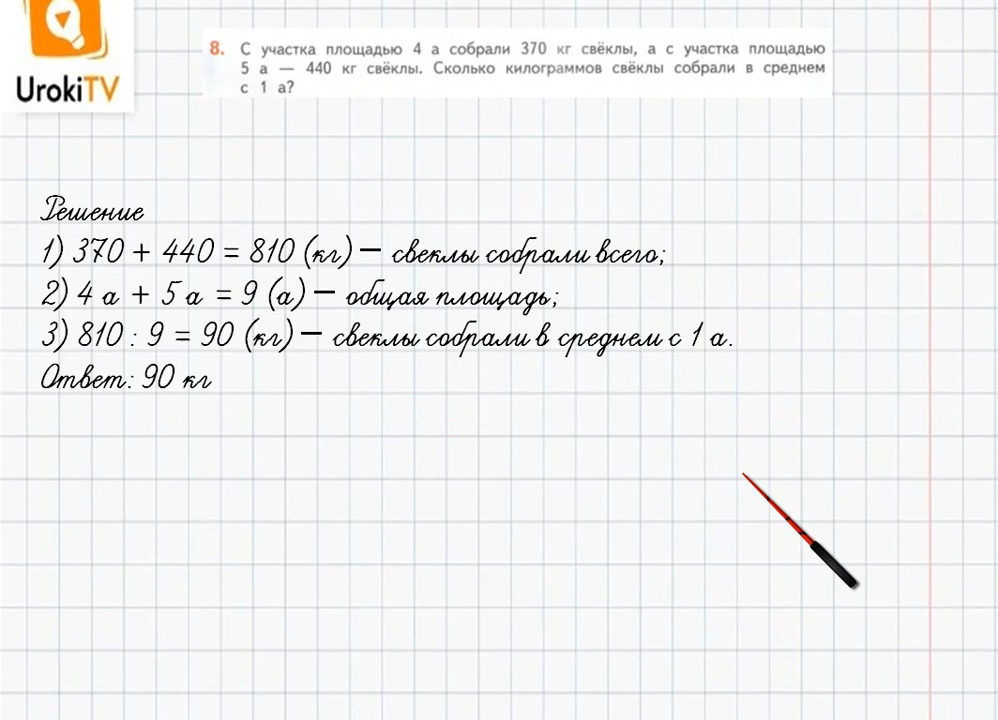 UrokiTV
8. С участка площадью 4 а собрали 370 кг свёклы, а с участка площадью
5 а — 440 кг свёклы. Сколько килограммов свёклы собрали в среднем
с 1 а?
Решение
1) 370 + 440 = 810 (кг) — свеклы собрали всего;
2) 4 а + 5 а = 9 (а) — общая площадь;
3) 810 : 9 = 90 (кг) — свеклы собрали в среднем с 1 а.
Ответ: 90 кг